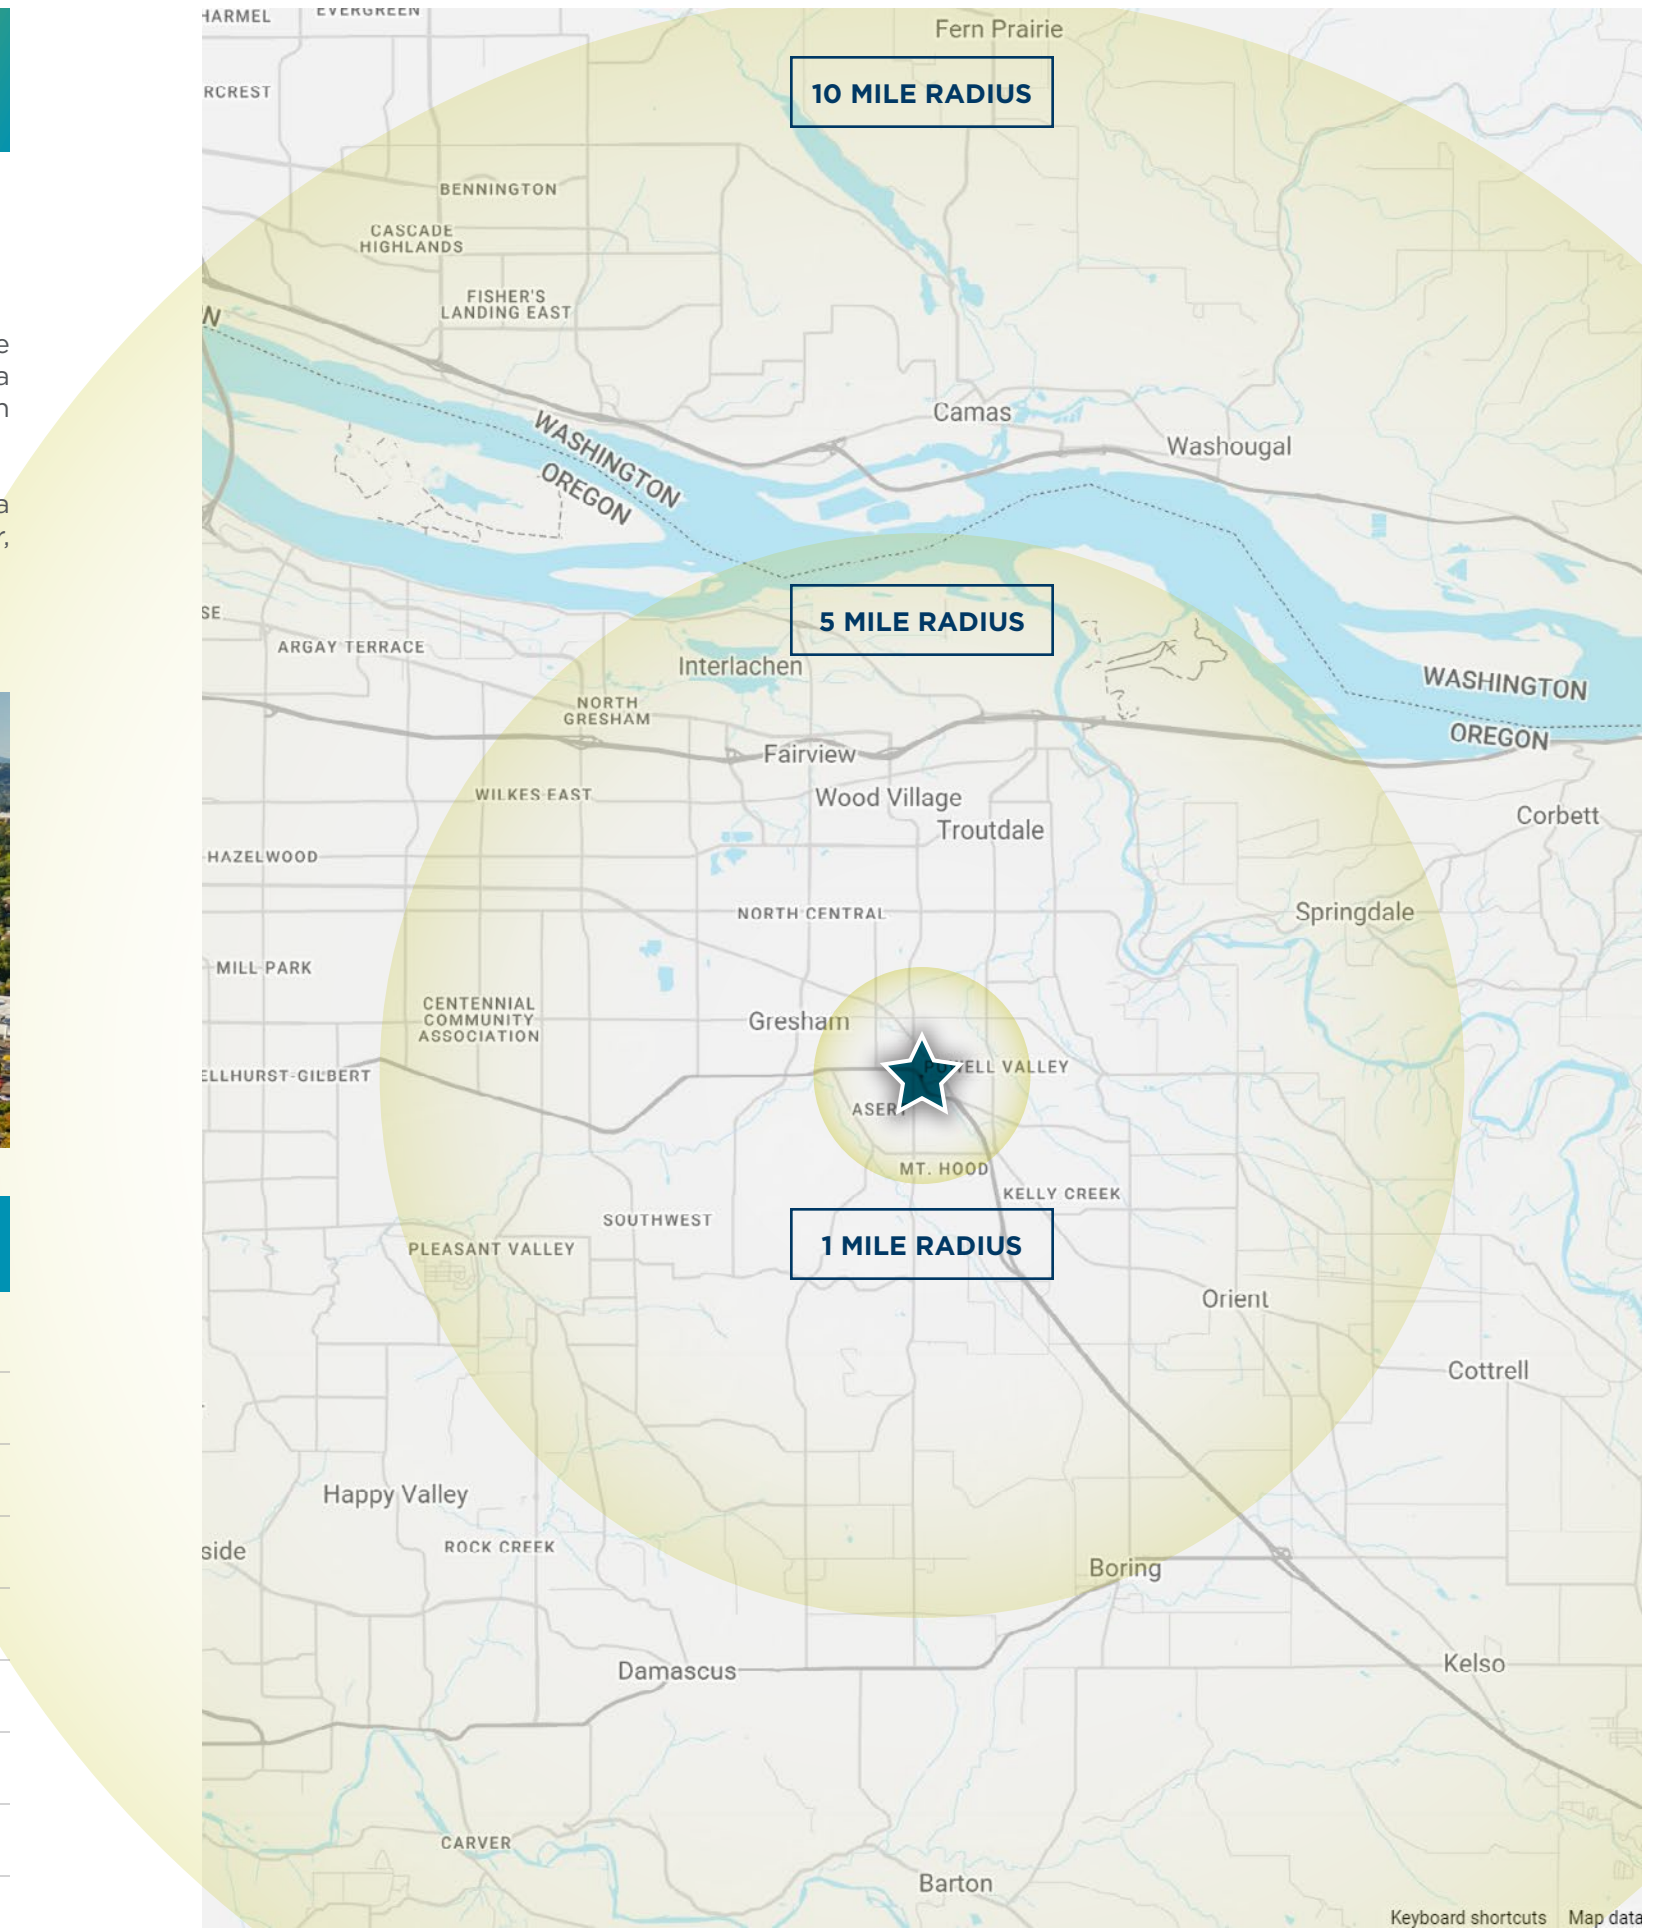 HARMEL
EVERGREEN
Fern Prairie
10 MILE RADIUS
RCREST
BENNINGTON
CASCADE
HIGHLANDS
FISHER'S
LANDING EAST
N
e
a
n
WASHINGTON
OREGON
Camas
Washougal
a
r,
5 MILE RADIUS
SE
ARGAY TERRACE
Interlachen
WASHINGTON
OREGON
NORTH
GRESHAM
Fairview
WILKES EAST
Wood Village
Troutdale
Corbett
HAZELWOOD
NORTH CENTRAL
Springdale
MILL PARK
CENTENNIAL
COMMUNITY
ASSOCIATION
Gresham
ELLHURST-GILBERT
POWELL VALLEY
ASERT
MT. HOOD
KELLY CREEK
SOUTHWEST
1 MILE RADIUS
PLEASANT VALLEY
Orient
Cottrell
Happy Valley
side
ROCK CREEK
Boring
Damascus
Kelso
CARVER
Barton
Keyboard shortcuts
Map data